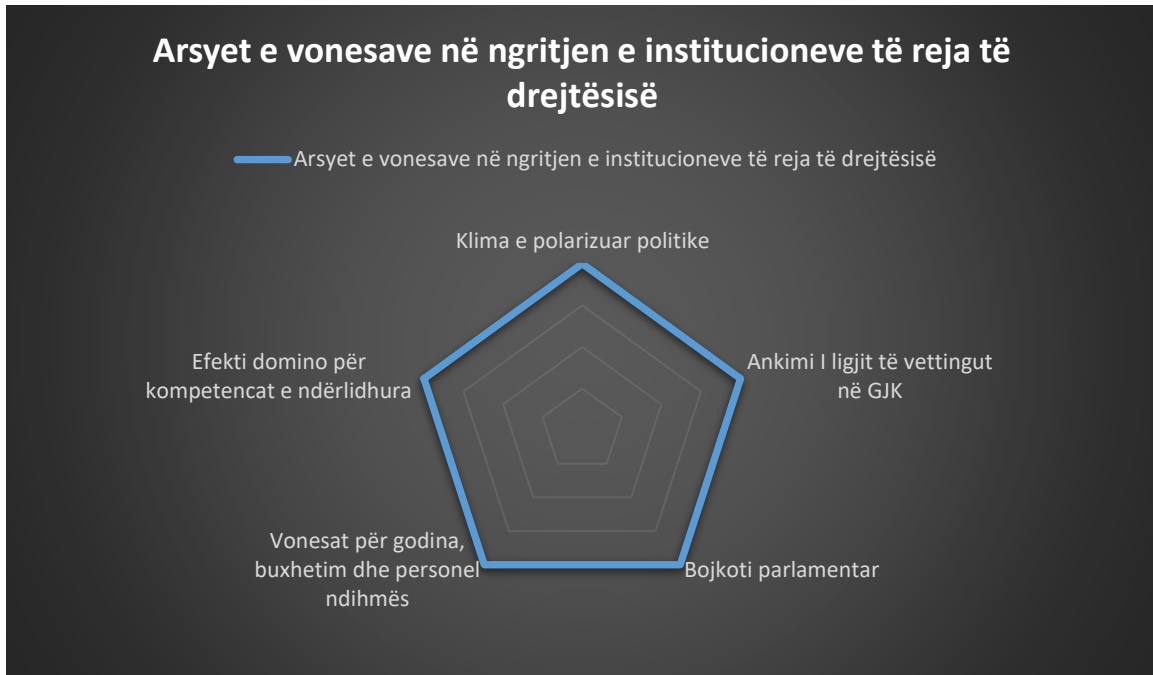 Arsyet e vonesave në ngritjen e institucioneve të reja të
drejtësisë
Arsyet e vonesave në ngritjen e institucioneve të reja të drejtësisë
Klima e polarizuar politike
Ankimi I ligjit të vettingut
në GJK
Bojkoti parlamentar
Vonesat për godina,
buxhetim dhe personel
ndihmës
Efekti domino për
kompetencat e ndërlidhura